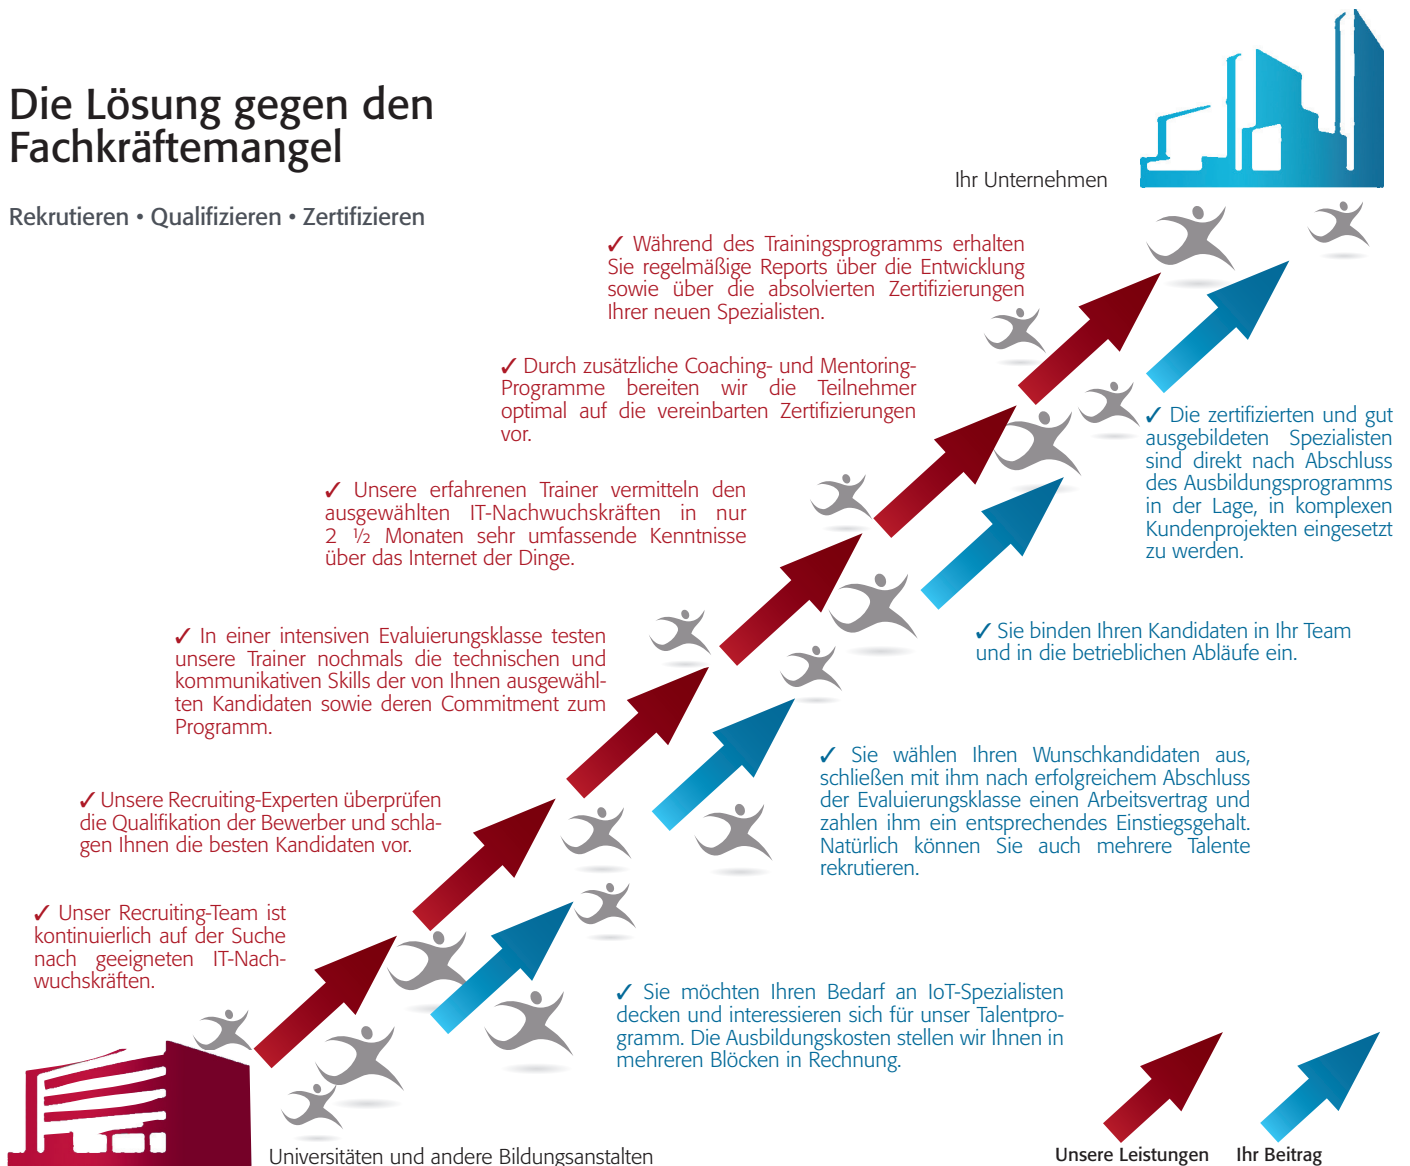 Die Lösung gegen den
Fachkräftemangel
Rekrutieren • Qualifizieren • Zertifizieren
Ihr Unternehmen
✓ Während des Trainingsprogramms erhalten
Sie regelmäßige Reports über die Entwicklung
sowie über die absolvierten Zertifizierungen
Ihrer neuen Spezialisten.
✓ Durch zusätzliche Coaching- und Mentoring-
Programme bereiten wir die Teilnehmer
optimal auf die vereinbarten Zertifizierungen
vor.
✓ Die zertifizierten und gut
ausgebildeten Spezialisten
sind direkt nach Abschluss
des Ausbildungsprogramms
in der Lage, in komplexen
Kundenprojekten eingesetzt
zu werden.
✓ Unsere erfahrenen Trainer vermitteln den
ausgewählten IT-Nachwuchskräften in nur
2 ½ Monaten sehr umfassende Kenntnisse
über das Internet der Dinge.
✓ Sie binden Ihren Kandidaten in Ihr Team
und in die betrieblichen Abläufe ein.
✓ In einer intensiven Evaluierungsklasse testen
unsere Trainer nochmals die technischen und
kommunikativen Skills der von Ihnen ausgewähl-
ten Kandidaten sowie deren Commitment zum
Programm.
✓ Sie wählen Ihren Wunschkandidaten aus,
schließen mit ihm nach erfolgreichem Abschluss
der Evaluierungsklasse einen Arbeitsvertrag und
zahlen ihm ein entsprechendes Einstiegsgehalt.
Natürlich können Sie auch mehrere Talente
rekrutieren.
✓ Unsere Recruiting-Experten überprüfen
die Qualifikation der Bewerber und schla-
gen Ihnen die besten Kandidaten vor.
✓ Unser Recruiting-Team ist
kontinuierlich auf der Suche
nach geeigneten IT-Nach-
wuchskräften.
✓ Sie möchten Ihren Bedarf an IoT-Spezialisten
decken und interessieren sich für unser Talentpro-
gramm. Die Ausbildungskosten stellen wir Ihnen in
mehreren Blöcken in Rechnung.
Universitäten und andere Bildungsanstalten
Unsere Leistungen
Ihr Beitrag